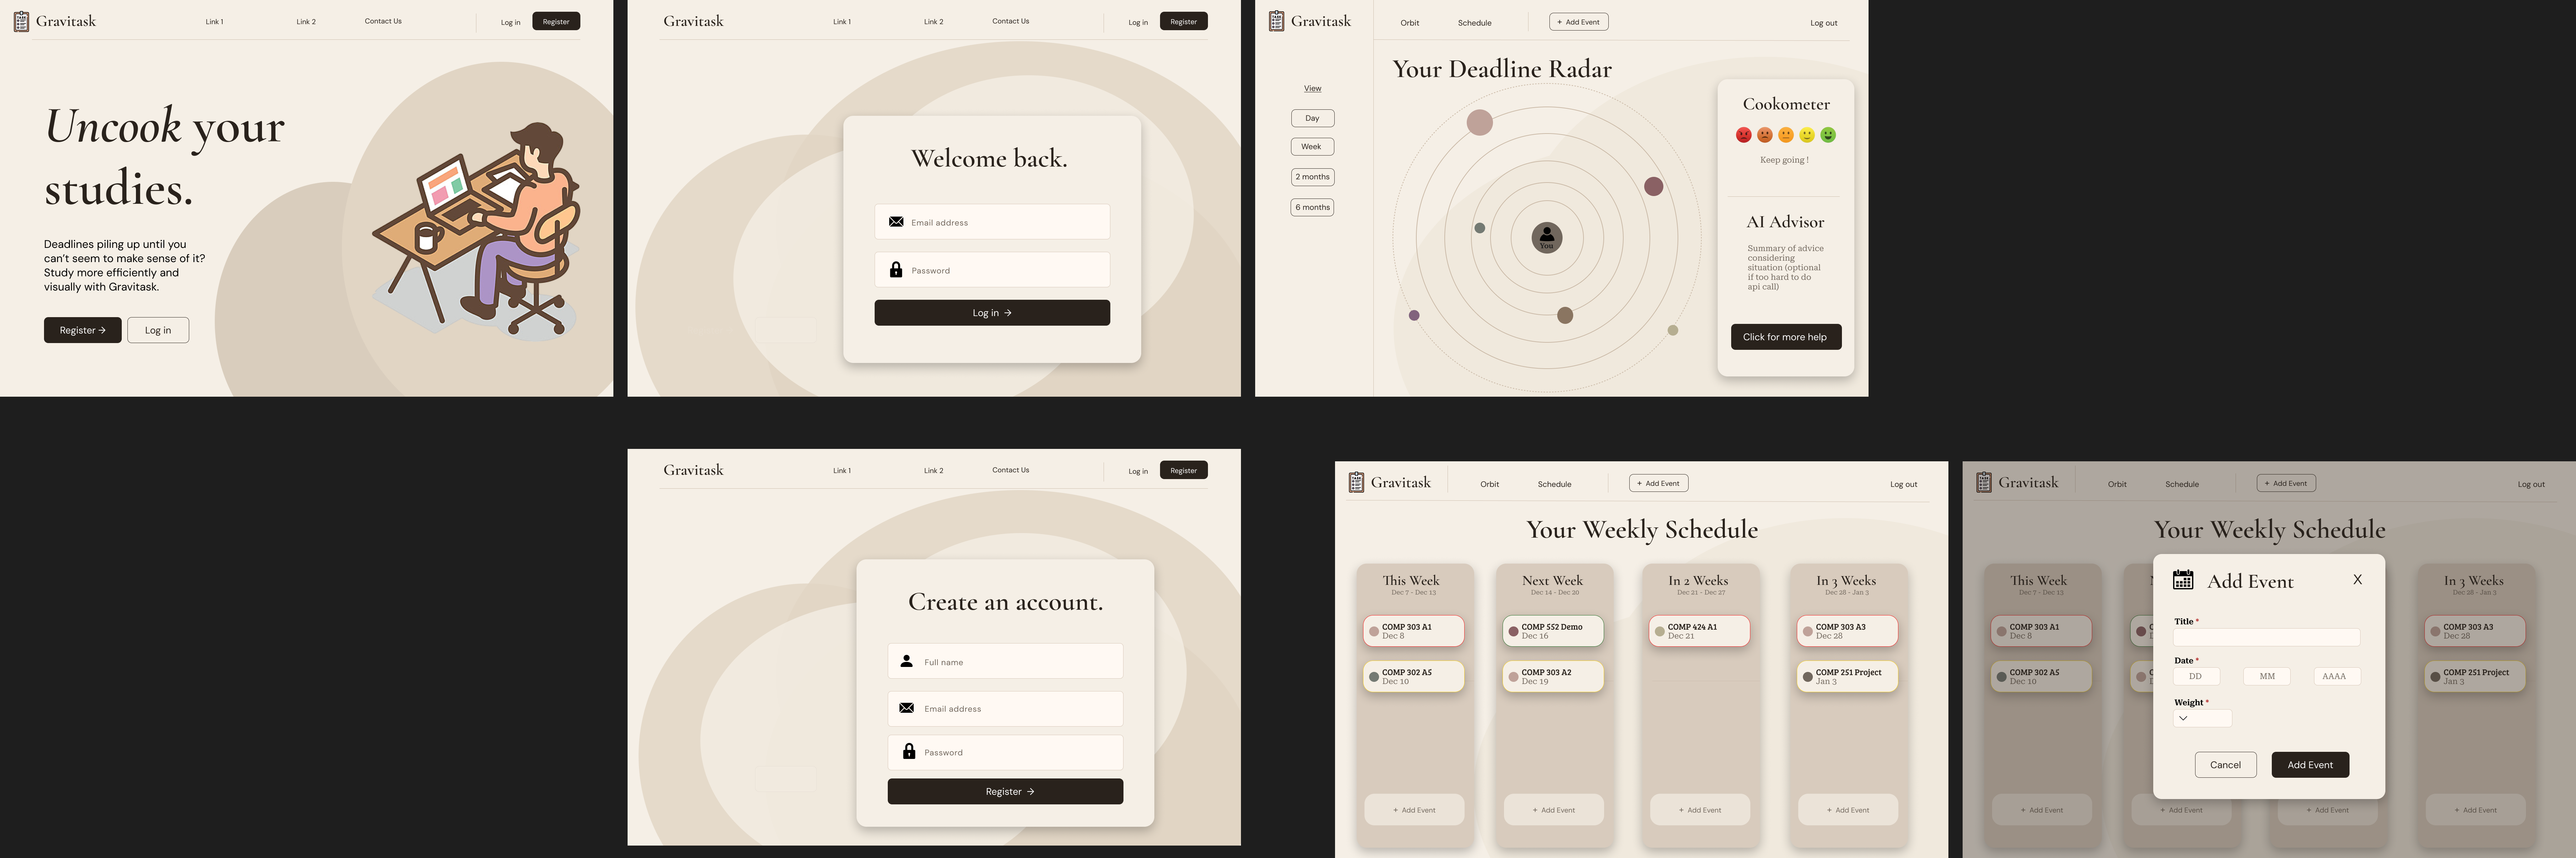 Gravitask
Link 1
Link 2
Contact Us
Log in
Register
Uncook your
studies.
Deadlines piling up until you
can't seem to make sense of it?
Study more efficiently and
visually with Gravitask.
Register →
Log in
Gravitask
Link 1
Link 2
Contact Us
Log in
Register
Welcome back.
Email address
Password
Log in →
Gravitask
Orbit
Schedule
+ Add Event
Log out
View
Day
Week
2 months
6 months
Your Deadline Radar
You
Cookometer
Keep going !
AI Advisor
Summary of advice
considering
situation (optional
if too hard to do
api call)
Click for more help
Gravitask
Link 1
Link 2
Contact Us
Log in
Register
Create an account.
Full name
Email address
Password
Register →
Gravitask
Orbit
Schedule
+ Add Event
Log out
Your Weekly Schedule
This Week
Dec 7 - Dec 13
COMP 303 A1
Dec 8
COMP 302 A5
Dec 10
+ Add Event
Next Week
Dec 14 - Dec 20
COMP 552 Demo
Dec 16
COMP 303 A2
Dec 19
+ Add Event
In 2 Weeks
Dec 21 - Dec 27
COMP 424 A1
Dec 21
+ Add Event
In 3 Weeks
Dec 28 - Jan 3
COMP 303 A3
Dec 28
COMP 251 Project
Jan 3
+ Add Event
Gravitask
Orbit
Schedule
+ Add Event
Log out
Your Weekly Schedule
This Week
Dec 7 - Dec 13
COMP 303 A1
Dec 8
COMP 302 A5
Dec 10
+ Add Event
+ Add Event
+ Add Event
Add Event
X
Title *
Date *
DD
MM
AAAA
Weight *
Cancel
Add Event
In 3 Weeks
Dec 28 - Jan 3
COMP 303 A3
Dec 28
COMP 251 Project
Jan 3
+ Add Event